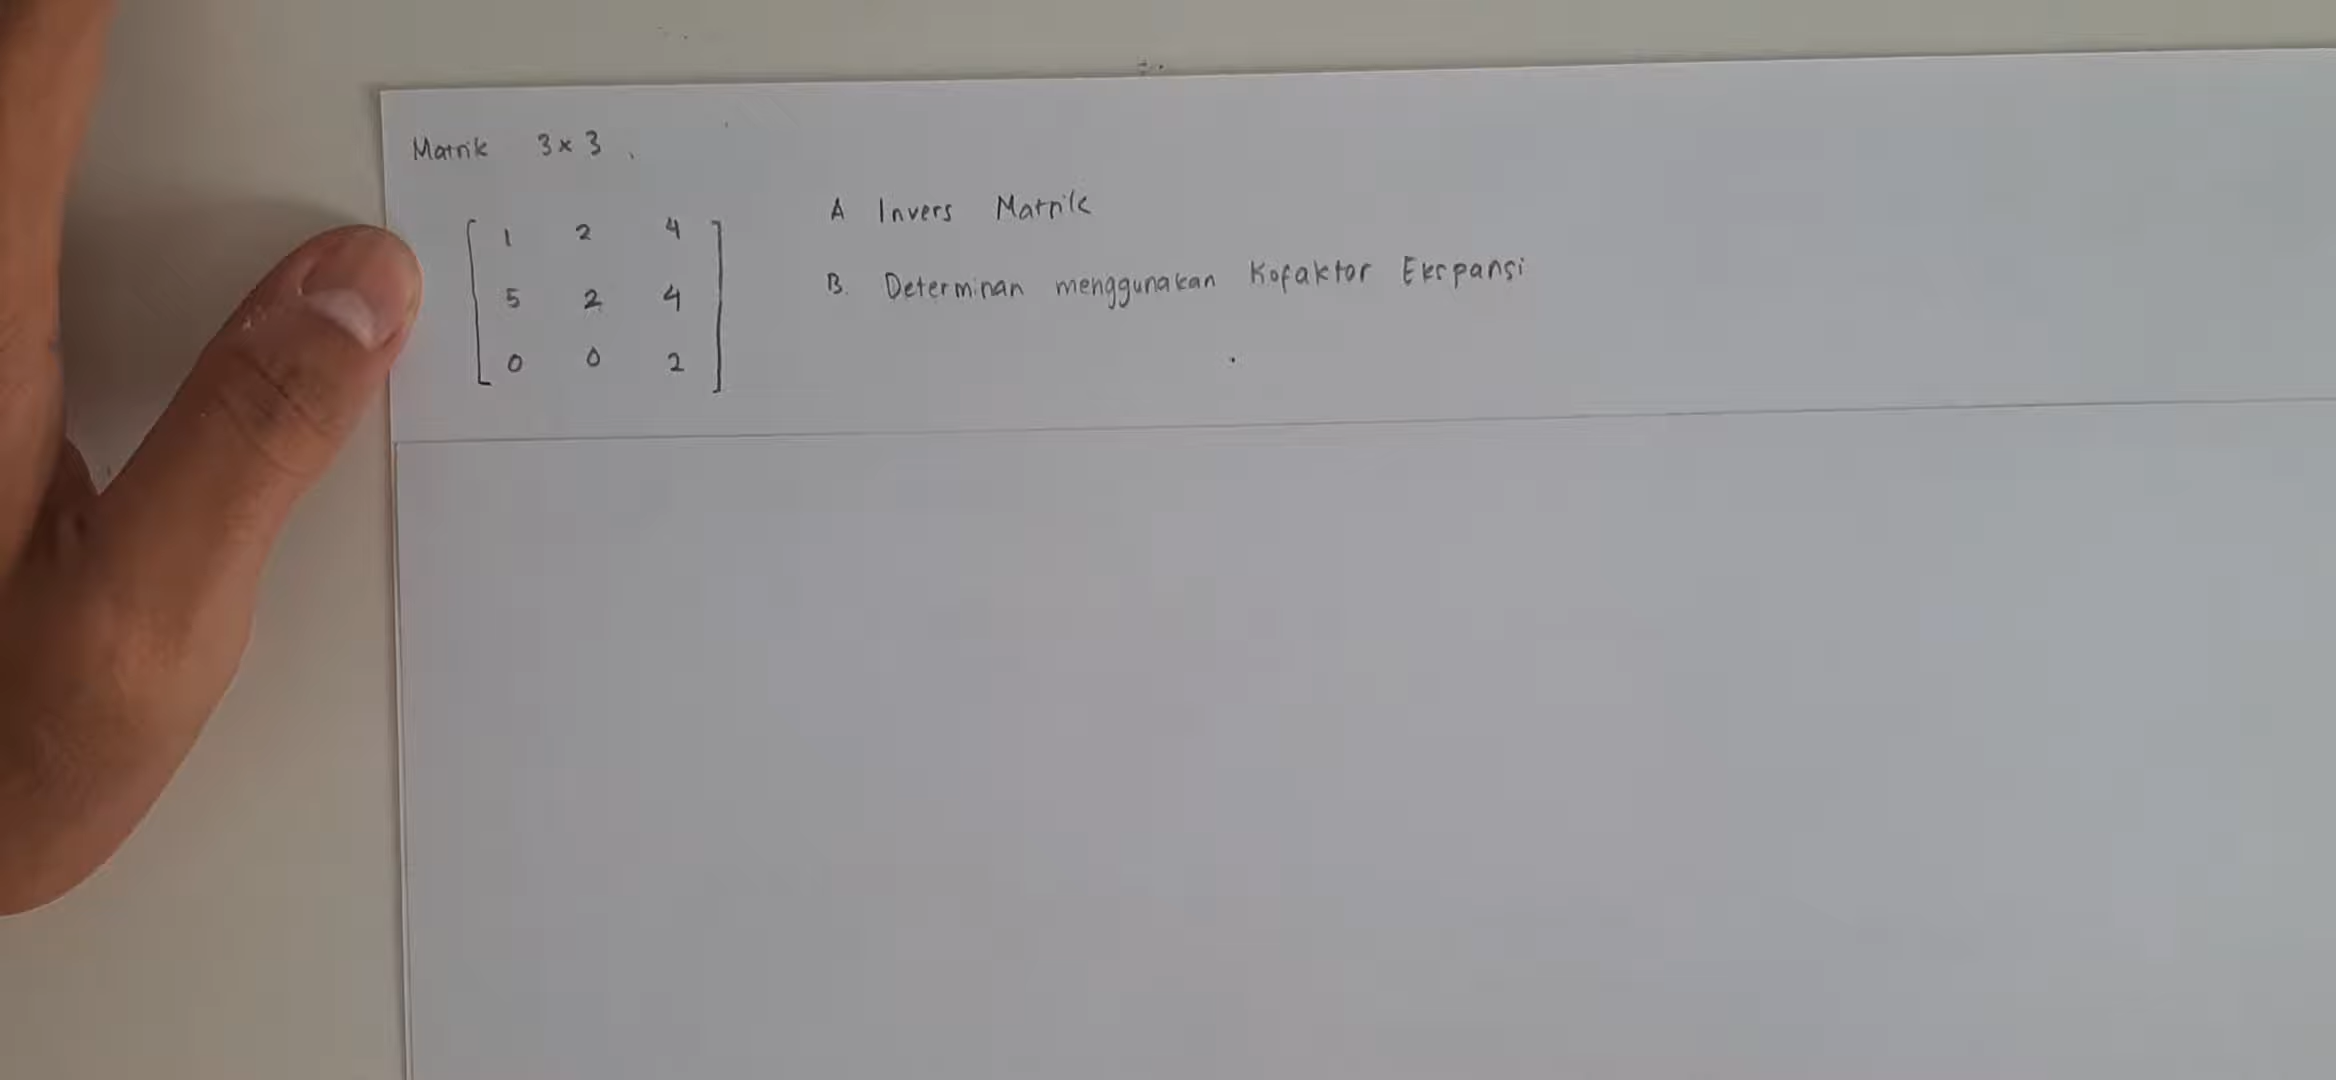 Matrik 3 x 3
1 2 4
5 2 4
0 0 2
A Invers Matrik
B. Determinan menggunakan Kofaktor Ekspansi